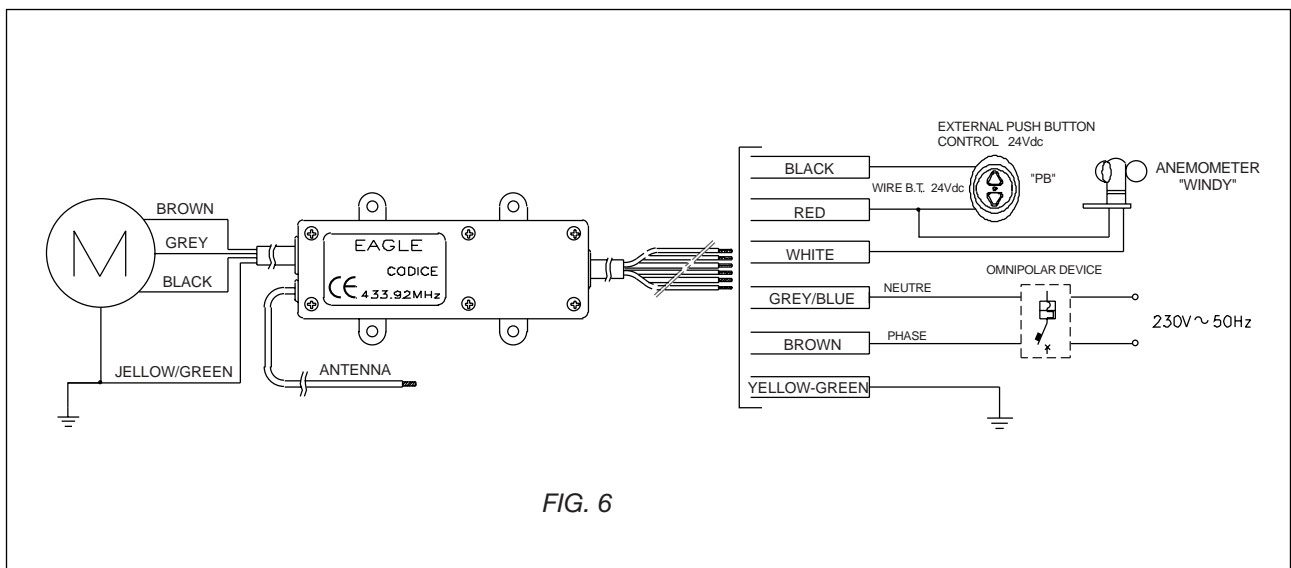 EXTERNAL PUSH BUTTON
CONTROL 24Vdc
"PB"
ANEMOMETER
"WINDY"
BLACK
WIRE B.T. 24Vdc
RED
WHITE
OMNIPOLAR DEVICE
GREY/BLUE
NEUTRE
BROWN
PHASE
230V~50Hz
YELLOW-GREEN
BROWN
GREY
BLACK
M
EAGLE
CODICE
CE 433.92MHz
JELLOW/GREEN
ANTENNA
FIG. 6